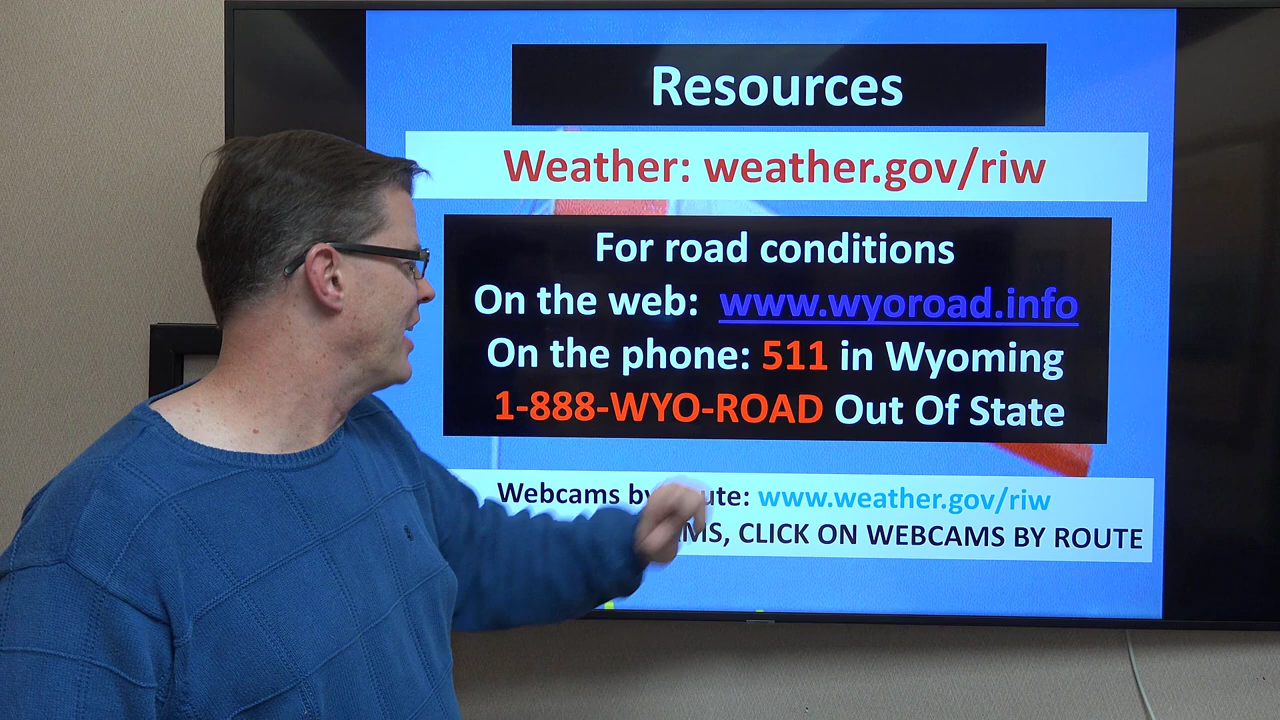 Resources
Weather: weather.gov/riw
For road conditions
On the web: www.wyoroad.info
On the phone: 511 in Wyoming
1-888-WYO-ROAD Out Of State
Webcams by www.weather.gov/riw
CLICK ON WEBCAMS BY ROUTE